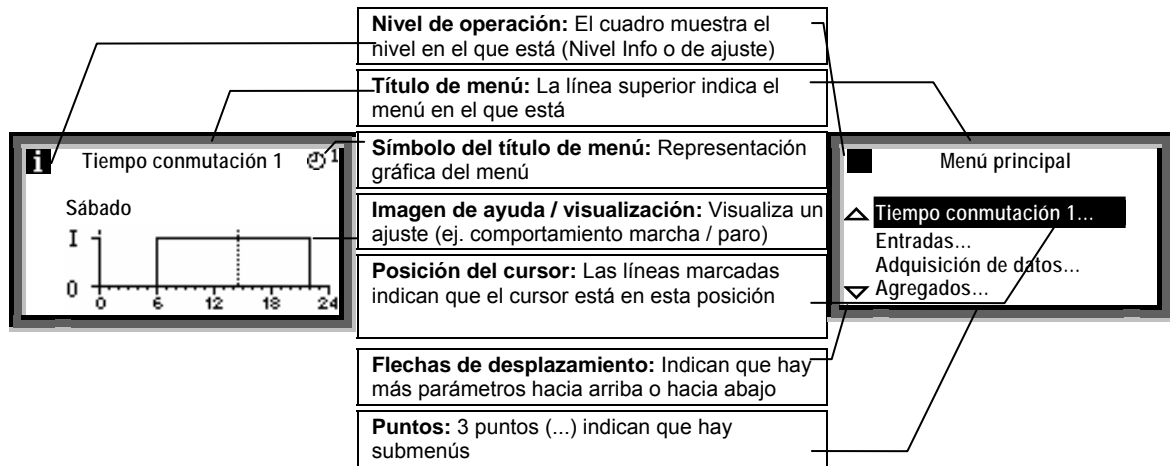 Nivel de operación: El cuadro muestra el
nivel en el que está (Nivel Info o de ajuste)
Título de menú: La línea superior indica el
menú en el que está
Símbolo del título de menú: Representación
gráfica del menú
Imagen de ayuda / visualización: Visualiza un
ajuste (ej. comportamiento marcha / paro)
Posición del cursor: Las líneas marcadas
indican que el cursor está en esta posición
Flechas de desplazamiento: Indican que hay
más parámetros hacia arriba o hacia abajo
Puntos: 3 puntos (...) indican que hay
submenús
i Tiempo conmutación 1 1
Sábado
I
0
0 6 12 18 24
Menú principal
Tiempo conmutación 1...
Entradas...
Adquisición de datos...
Agregados...